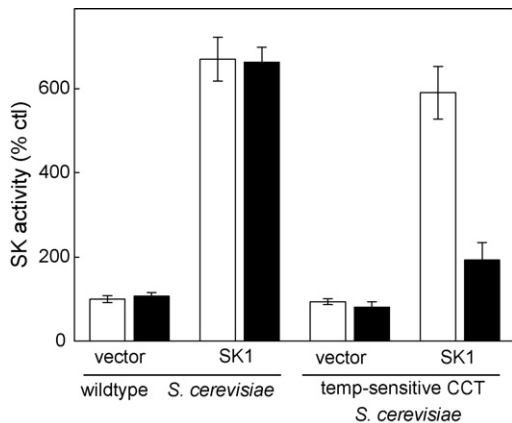 SK activity (% ctl)
600
400
200
0
vector SK1 vector SK1
wildtype S. cerevisiae temp-sensitive CCT
S. cerevisiae